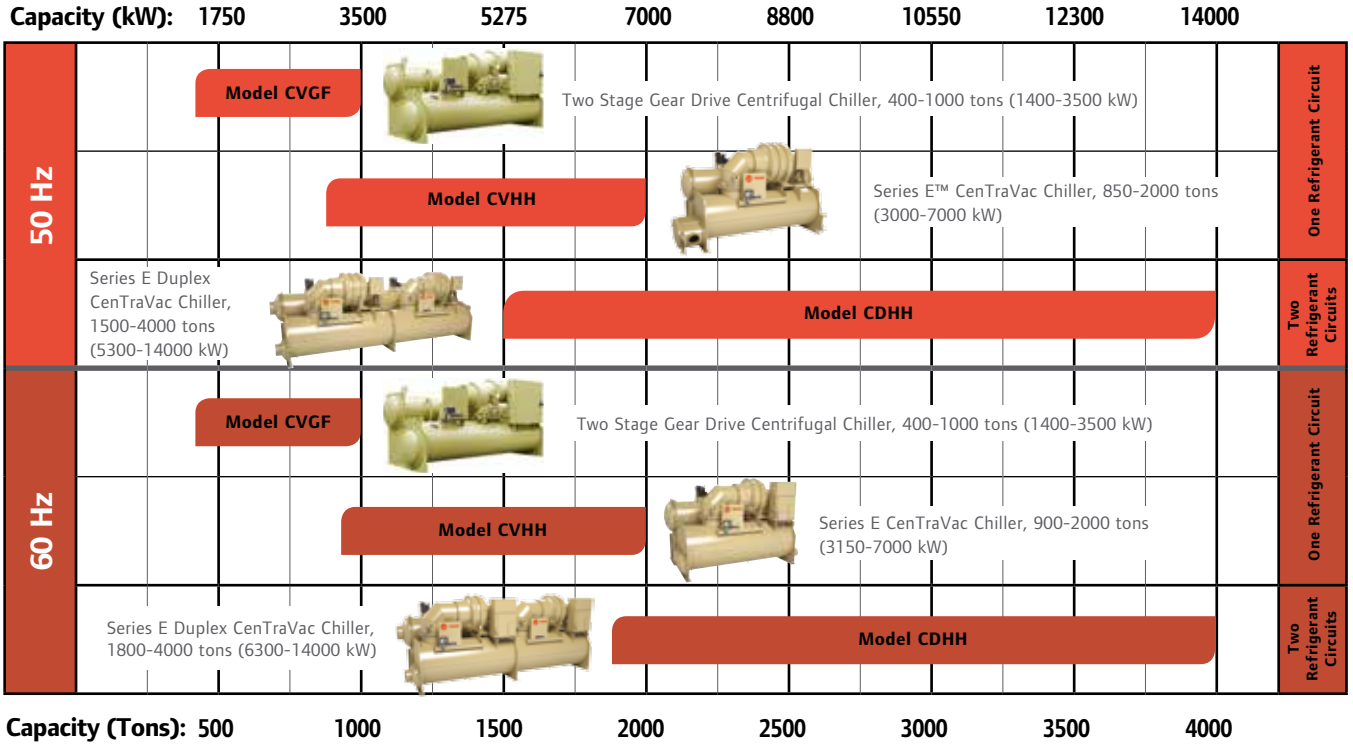 Capacity (kW): 1750 3500 5275 7000 8800 10550 12300 14000
50 Hz
Model CVGF
Two Stage Gear Drive Centrifugal Chiller, 400-1000 tons (1400-3500 kW)
One Refrigerant Circuit
Model CVHH
Series E™ CenTraVac Chiller, 850-2000 tons
(3000-7000 kW)
Series E Duplex
CenTraVac Chiller,
1500-4000 tons
(5300-14000 kW)
Model CDHH
Two
Refrigerant
Circuits
60 Hz
Model CVGF
Two Stage Gear Drive Centrifugal Chiller, 400-1000 tons (1400-3500 kW)
One Refrigerant Circuit
Model CVHH
Series E CenTraVac Chiller, 900-2000 tons
(3150-7000 kW)
Series E Duplex CenTraVac Chiller,
1800-4000 tons (6300-14000 kW)
Model CDHH
Two
Refrigerant
Circuits
Capacity (Tons): 500 1000 1500 2000 2500 3000 3500 4000